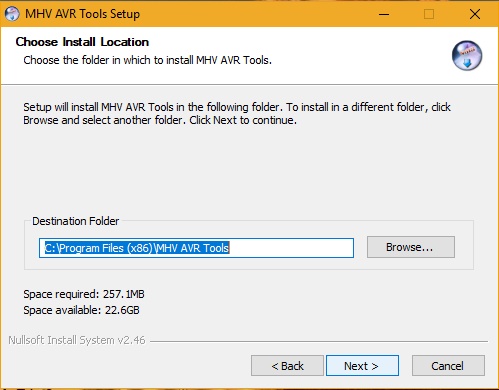 MHV AVR Tools Setup
Choose Install Location
Choose the folder in which to install MHV AVR Tools.
Setup will install MHV AVR Tools in the following folder. To install in a different folder, click
Browse and select another folder. Click Next to continue.
Destination Folder
C:\Program Files (x86)\MHV AVR Tools
Browse...
Space required: 257.1MB
Space available: 22.6GB
Nullsoft Install System v2.46
< Back
Next >
Cancel